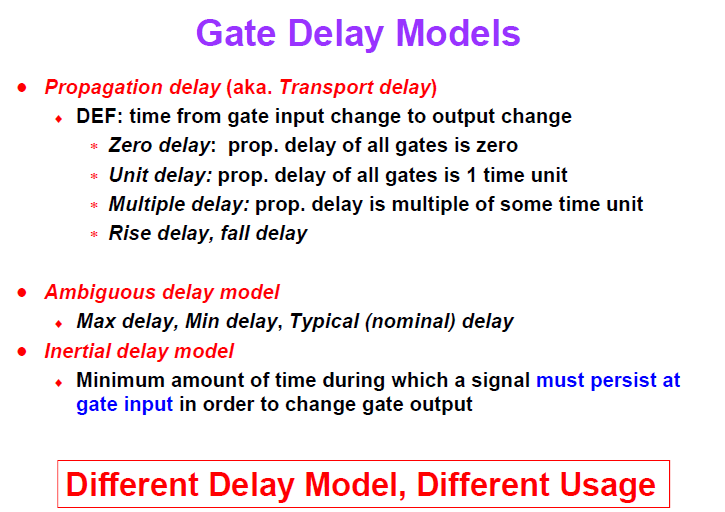 Gate Delay Models
● Propagation delay (aka. Transport delay)
♦ DEF: time from gate input change to output change
* Zero delay: prop. delay of all gates is zero
* Unit delay: prop. delay of all gates is 1 time unit
* Multiple delay: prop. delay is multiple of some time unit
* Rise delay, fall delay
● Ambiguous delay model
♦ Max delay, Min delay, Typical (nominal) delay
● Inertial delay model
♦ Minimum amount of time during which a signal must persist at
gate input in order to change gate output
Different Delay Model, Different Usage